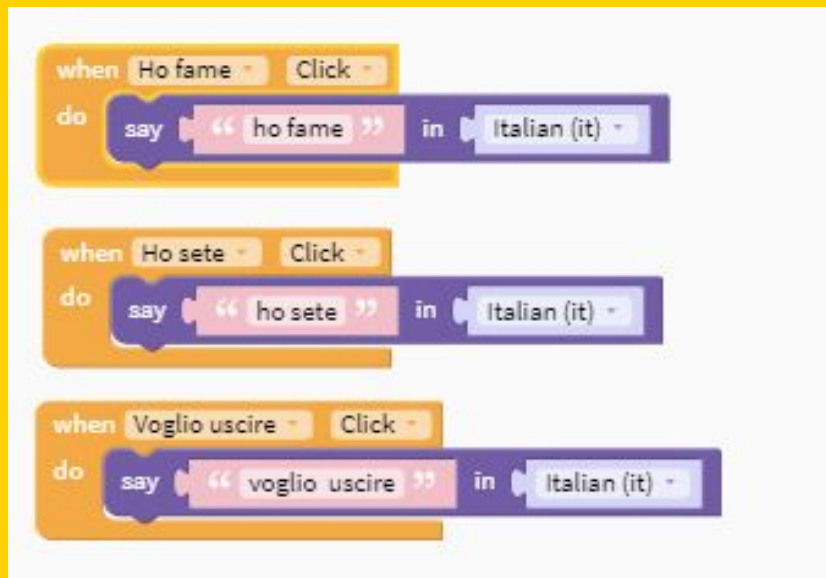 when Ho fame Click
do say “ ho fame ” in Italian (it)
when Ho sete Click
do say “ ho sete ” in Italian (it)
when Voglio uscire Click
do say “ voglio uscire ” in Italian (it)